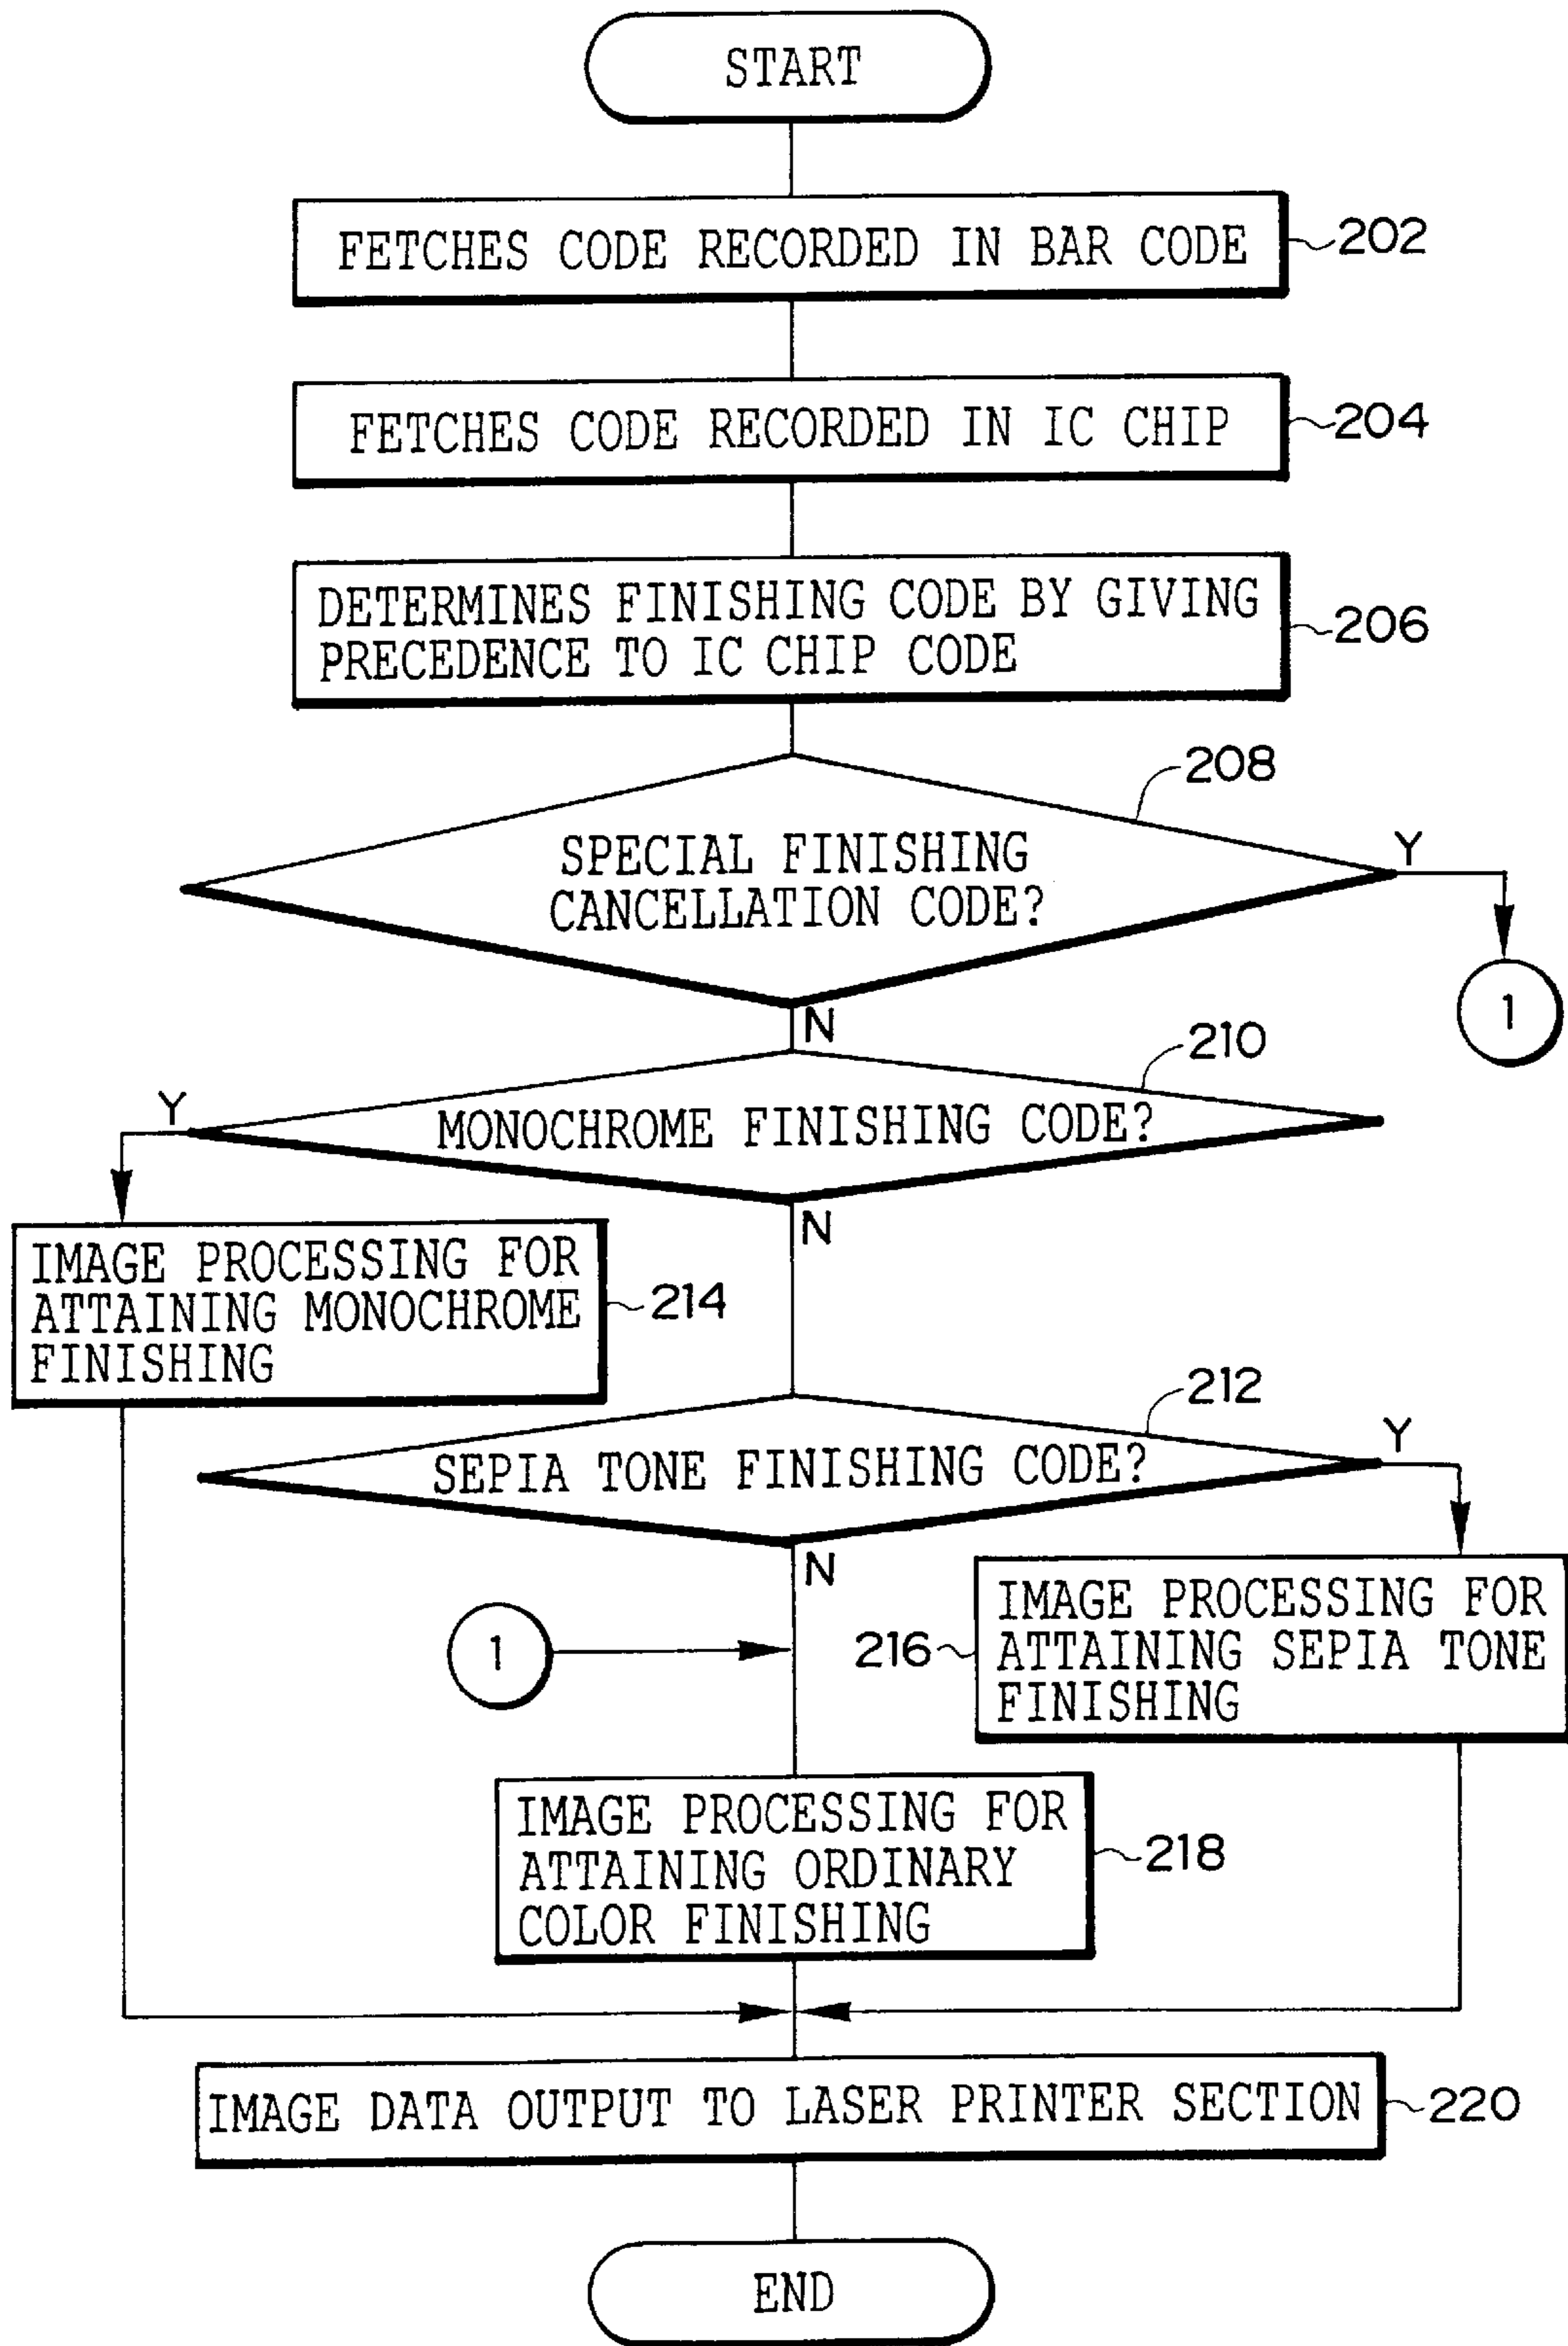 START
FETCHES CODE RECORDED IN BAR CODE
202
FETCHES CODE RECORDED IN IC CHIP
204
DETERMINES FINISHING CODE BY GIVING
PRECEDENCE TO IC CHIP CODE
206
208
SPECIAL FINISHING
CANCELLATION CODE?
Y
1
N
210
MONOCHROME FINISHING CODE?
Y
N
IMAGE PROCESSING FOR
ATTAINING MONOCHROME
FINISHING
214
212
SEPIA TONE FINISHING CODE?
Y
N
1
216
IMAGE PROCESSING FOR
ATTAINING SEPIA TONE
FINISHING
IMAGE PROCESSING FOR
ATTAINING ORDINARY
COLOR FINISHING
218
IMAGE DATA OUTPUT TO LASER PRINTER SECTION
220
END